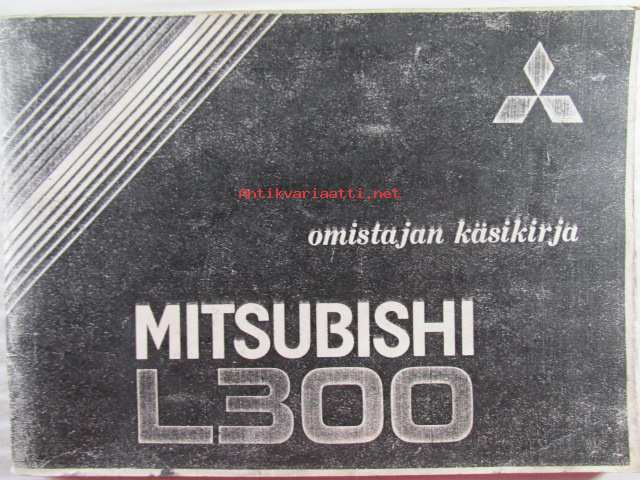 Antikvariaatti.net
omistajan käsikirja
MITSUBISHI
L300